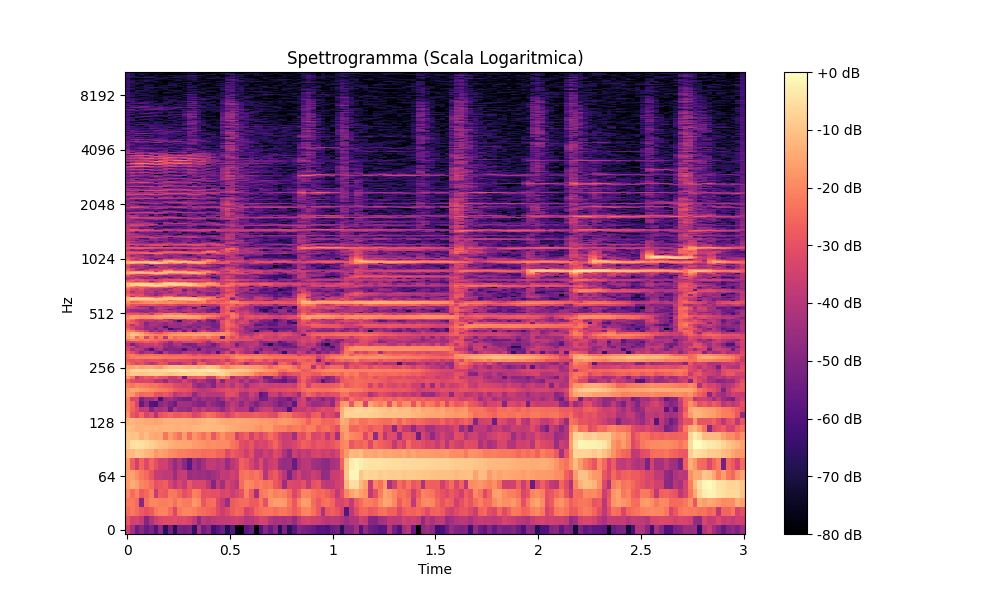 Spettrogramma (Scala Logaritmica)
Hz
8192
4096
2048
1024
512
256
128
64
0
0
0.5
1
1.5
2
2.5
3
Time
+0 dB
-10 dB
-20 dB
-30 dB
-40 dB
-50 dB
-60 dB
-70 dB
-80 dB